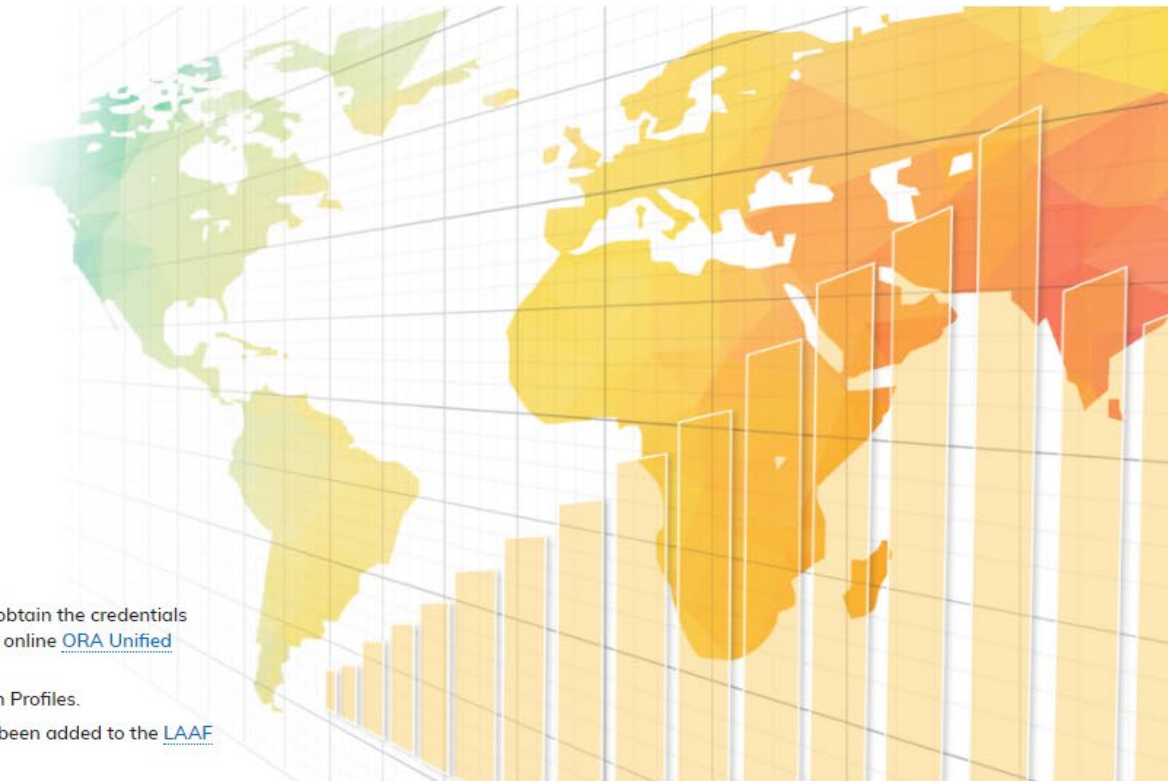 obtain the credentials
online ORA Unified
n Profiles.
been added to the LAAF